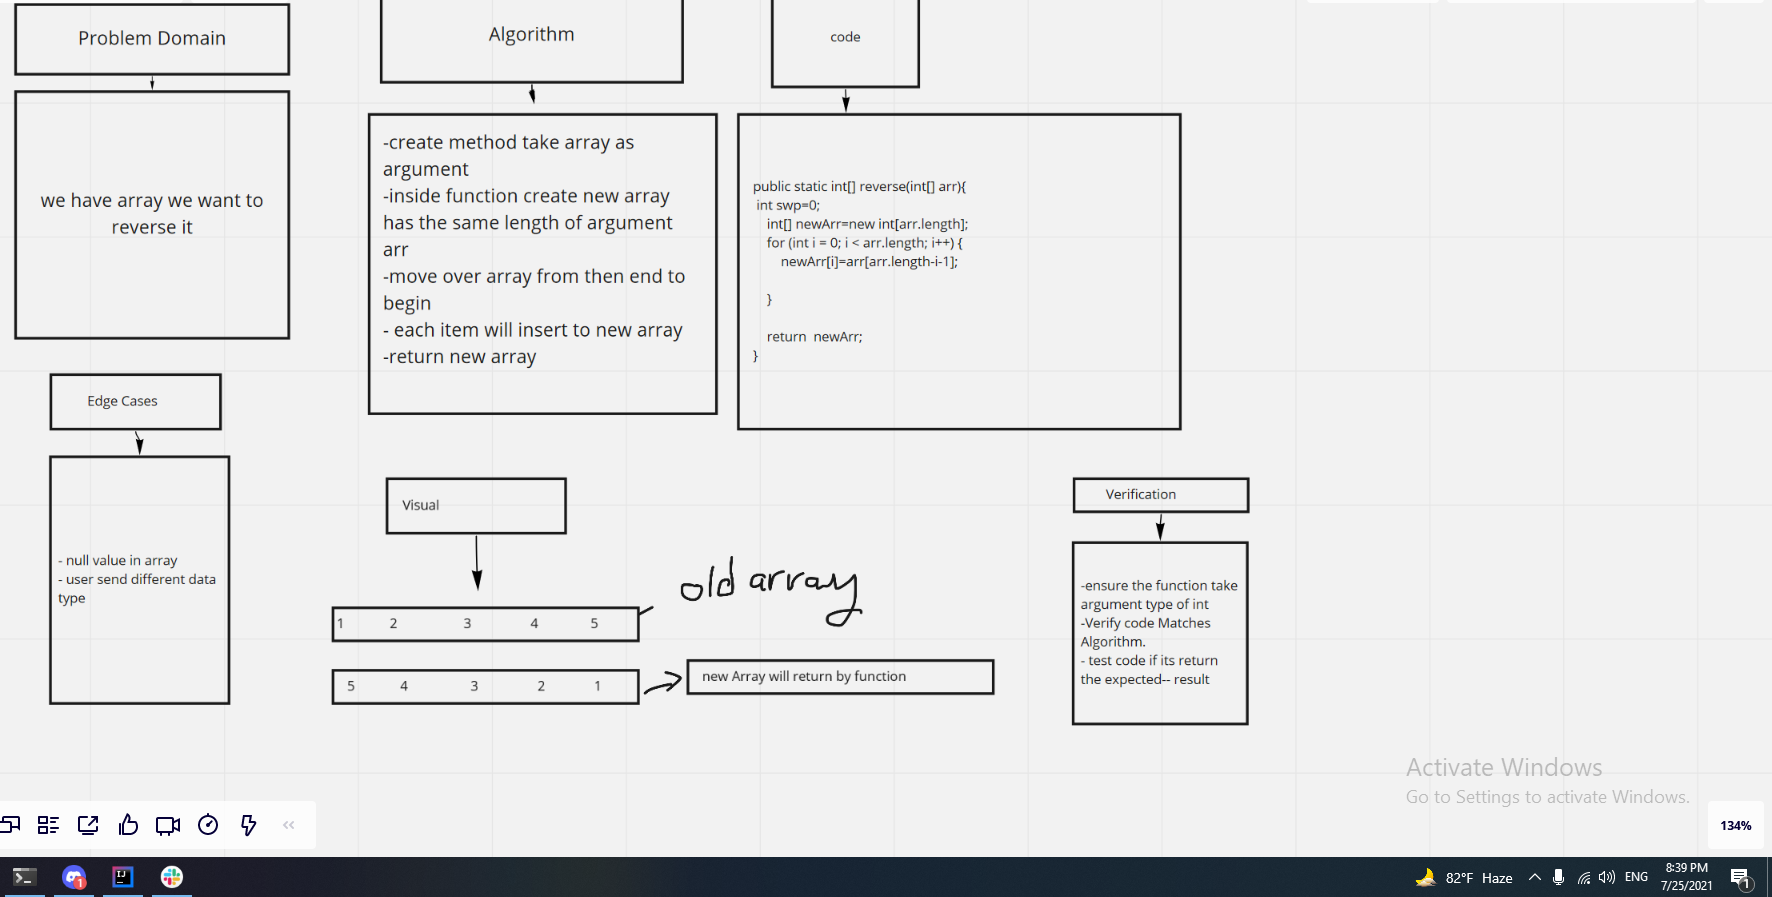 Problem Domain
we have array we want to
reverse it
Edge Cases
- null value in array
- user send different data
type
Algorithm
-create method take array as
argument
-inside function create new array
has the same length of argument
arr
-move over array from then end to
begin
- each item will insert to new array
-return new array
code
public static int[] reverse(int[] arr){
int swp=0;
int[] newArr=new int[arr.length];
for (int i = 0; i < arr.length; i++) {
newArr[i]=arr[arr.length-i-1];
}
return  newArr;
}
Visual
old array
1 2 3 4 5
5 4 3 2 1
new Array will return by function
Verification
-ensure the function take
argument type of int
-Verify code Matches
Algorithm.
- test code if its return
the expected-- result
Activate Windows
Go to Settings to activate Windows.
134%
1
IJ
82°F Haze
ENG
8:39 PM
7/25/2021
1